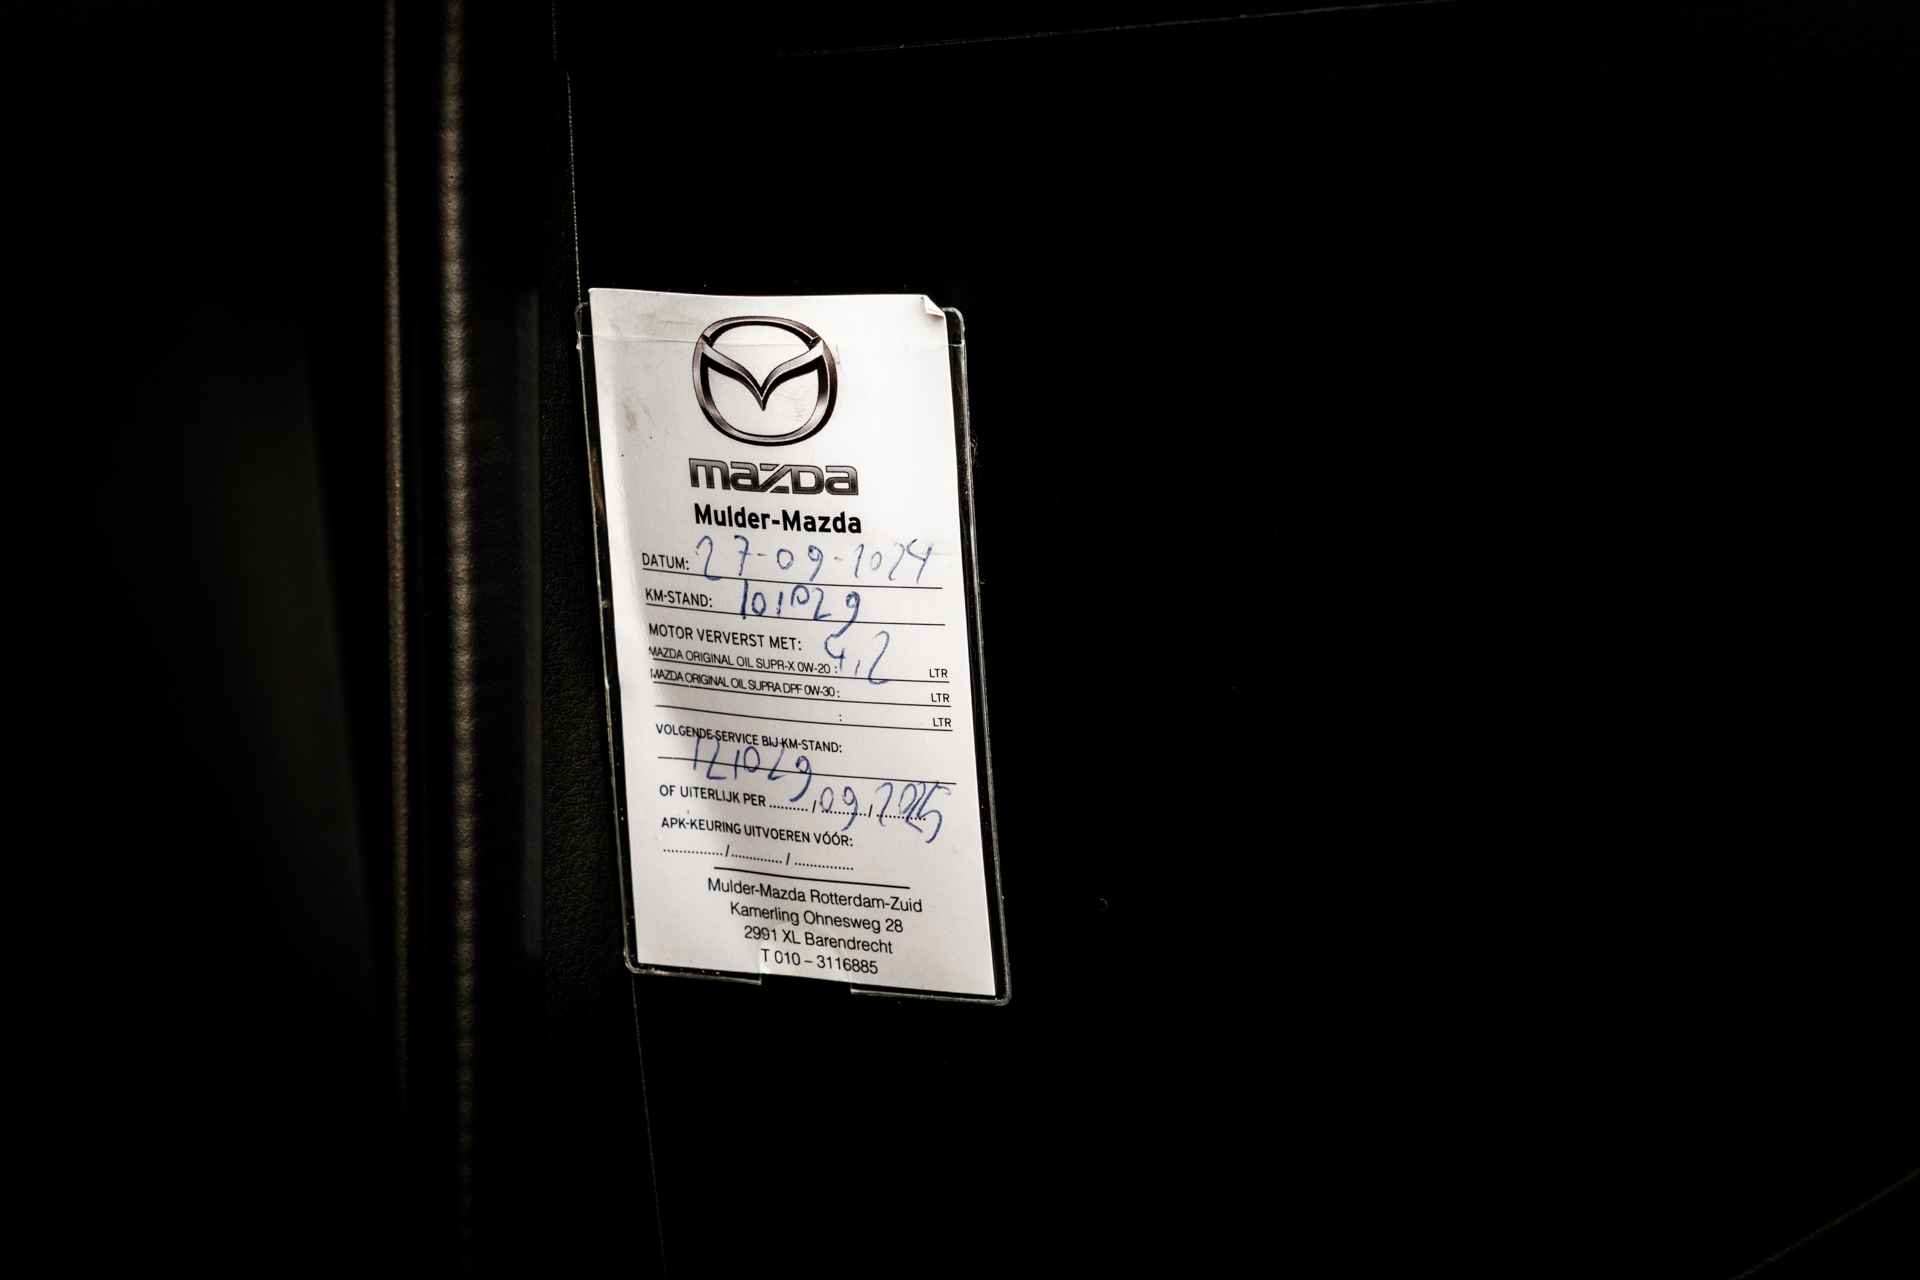 mazda
Mulder-Mazda
DATUM: 27-09-2024
KM-STAND: 101029
MOTOR VERVERST MET:
MAZDA ORIGINAL OIL SUPR-X 0W-20 : 4,2 LTR
MAZDA ORIGINAL OIL SUPRA DPF 0W-30 : LTR
: LTR
VOLGENDE SERVICE BIJ KM-STAND:
121029
OF UITERLIJK PER ........../09/2025
APK-KEURING UITVOEREN VÓÓR:
.............../............./...............
Mulder-Mazda Rotterdam-Zuid
Kamerling Ohnesweg 28
2991 XL Barendrecht
T 010 – 3116885